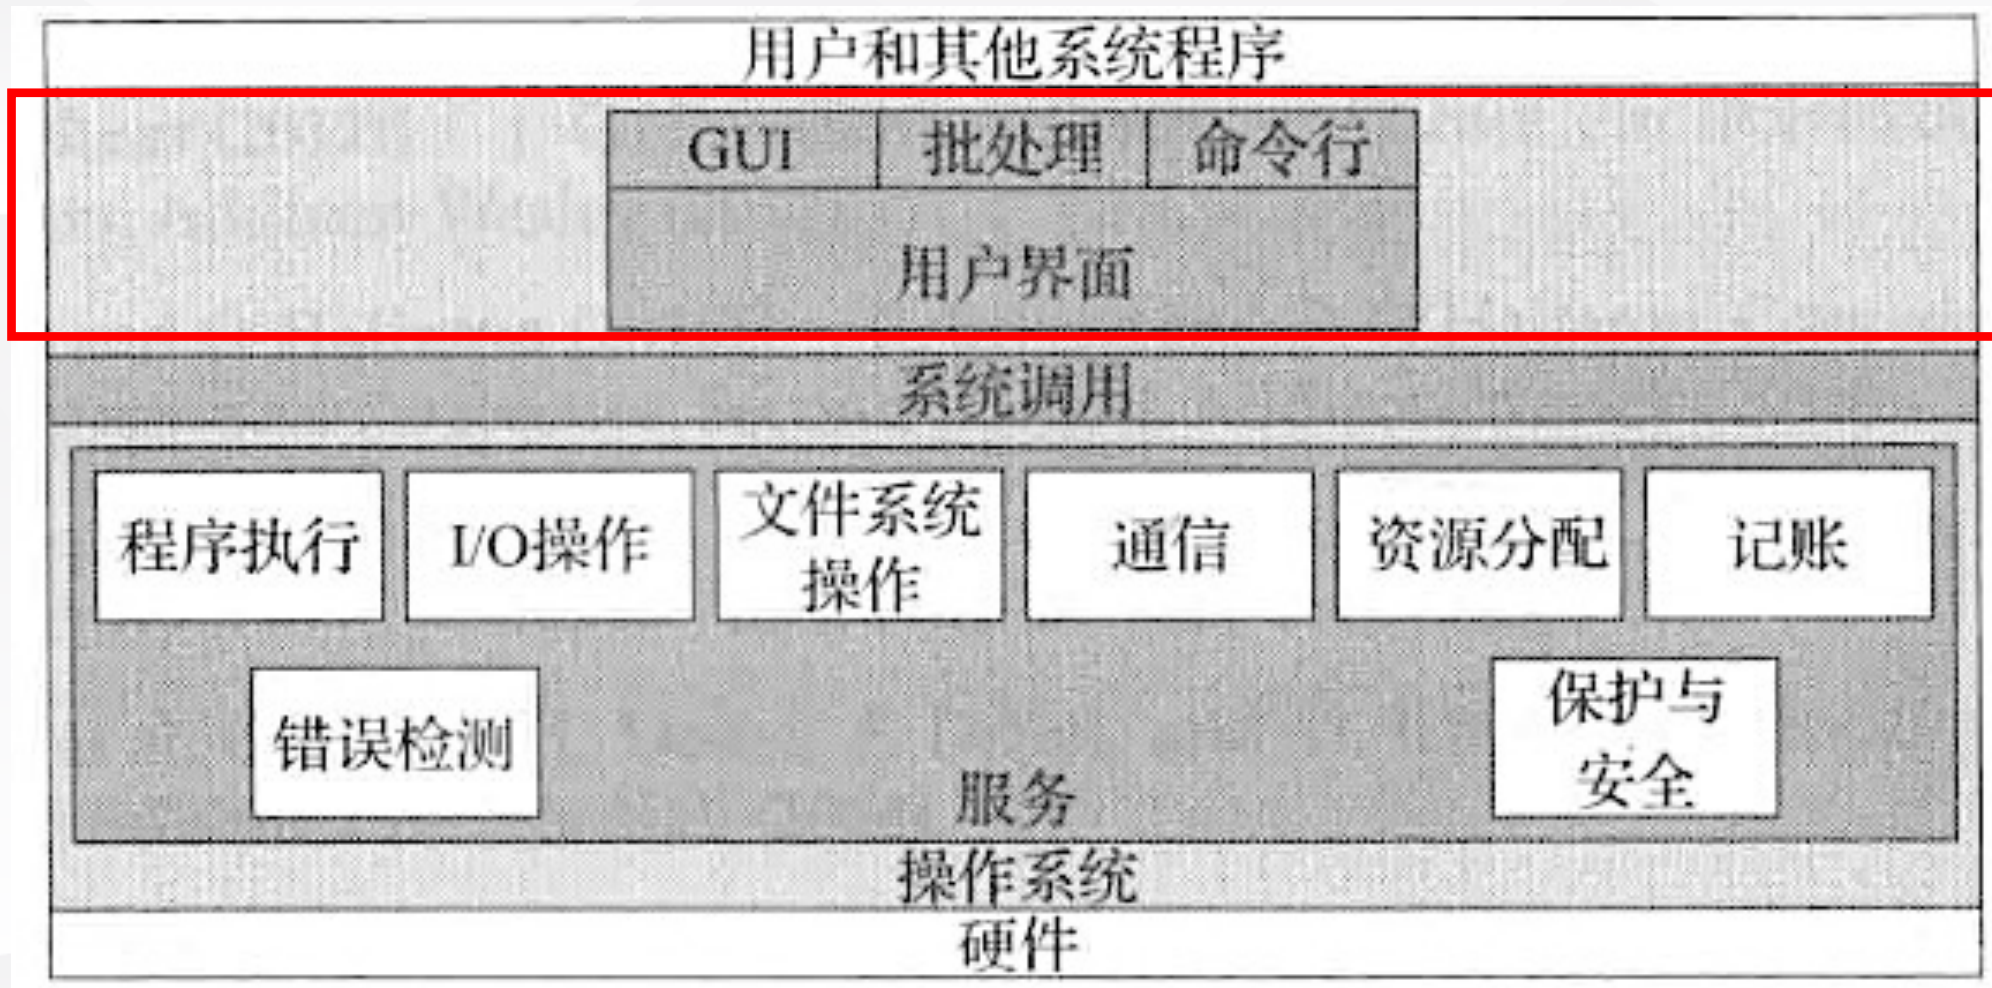 用户和其他系统程序
GUI 批处理 命令行
用户界面
系统调用
程序执行 I/O操作 文件系统 通信 资源分配 记账
操作
错误检测 保护与
安全
服务
操作系统
硬件